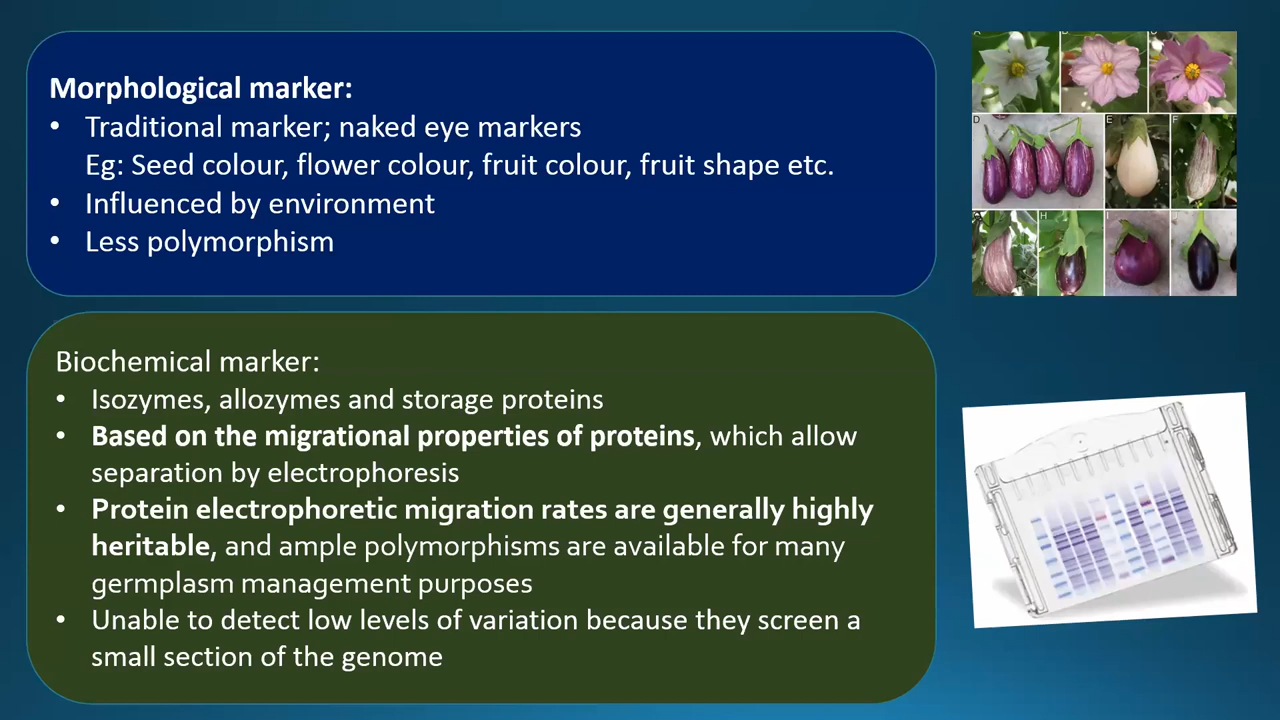 Morphological marker:
• Traditional marker; naked eye markers
Eg: Seed colour, flower colour, fruit colour, fruit shape etc.
• Influenced by environment
• Less polymorphism
D
E
F
H
I
J
Biochemical marker:
• Isozymes, allozymes and storage proteins
• Based on the migrational properties of proteins, which allow
separation by electrophoresis
• Protein electrophoretic migration rates are generally highly
heritable, and ample polymorphisms are available for many
germplasm management purposes
• Unable to detect low levels of variation because they screen a
small section of the genome